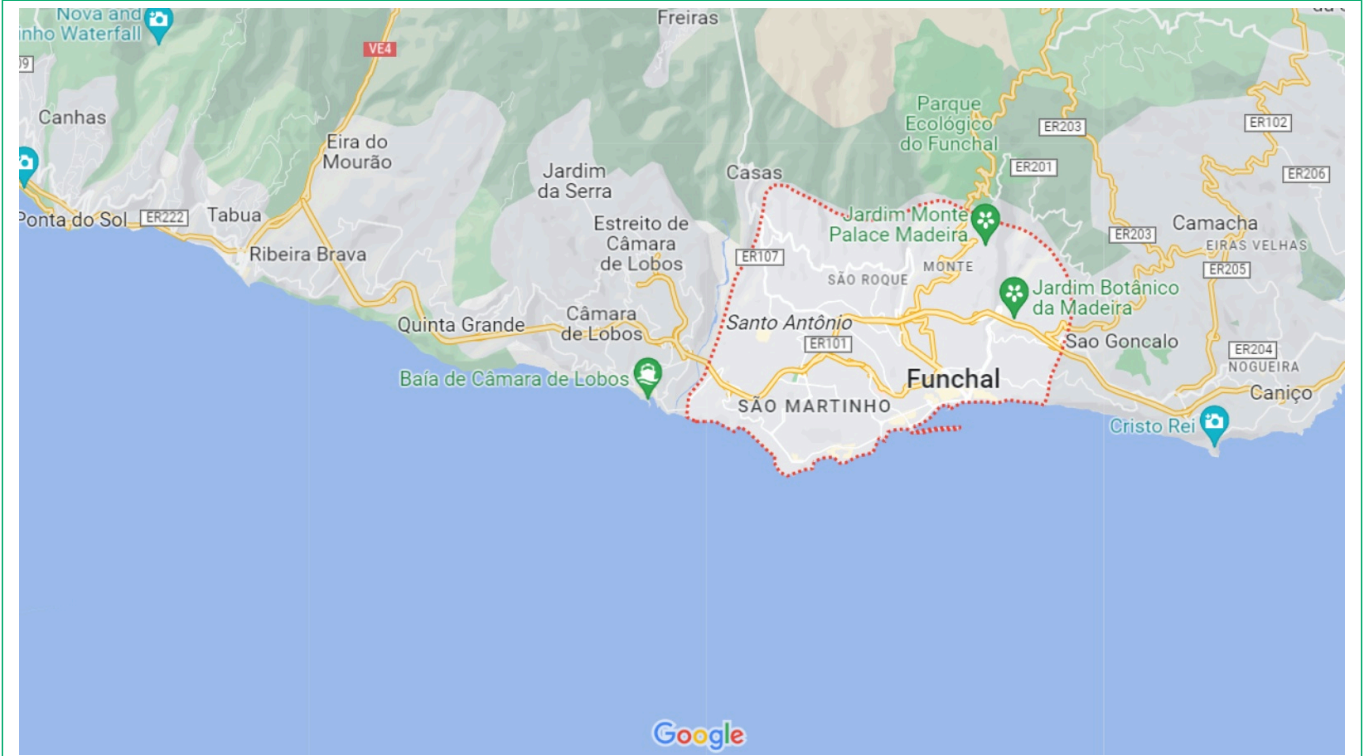 Nova and
inho Waterfall
Freiras
VE4
Canhas
Eira do
Mourão
Parque
Ecológico
do Funchal
ER203
ER102
Jardim
da Serra
Casas
ER201
ER206
Ponta do Sol
ER222
Tabua
Ribeira Brava
Estreito de
Câmara
de Lobos
Jardim Monte
Palace Madeira
ER203
Camacha
EIRAS VELHAS
ER107
SÃO ROQUE
MONTE
ER205
Jardim Botânico
da Madeira
Quinta Grande
Câmara
de Lobos
Santo António
ER101
Sao Goncalo
ER204
NOGUEIRA
Baía de Câmara de Lobos
Funchal
SÃO MARTINHO
Caniço
Cristo Rei
Google